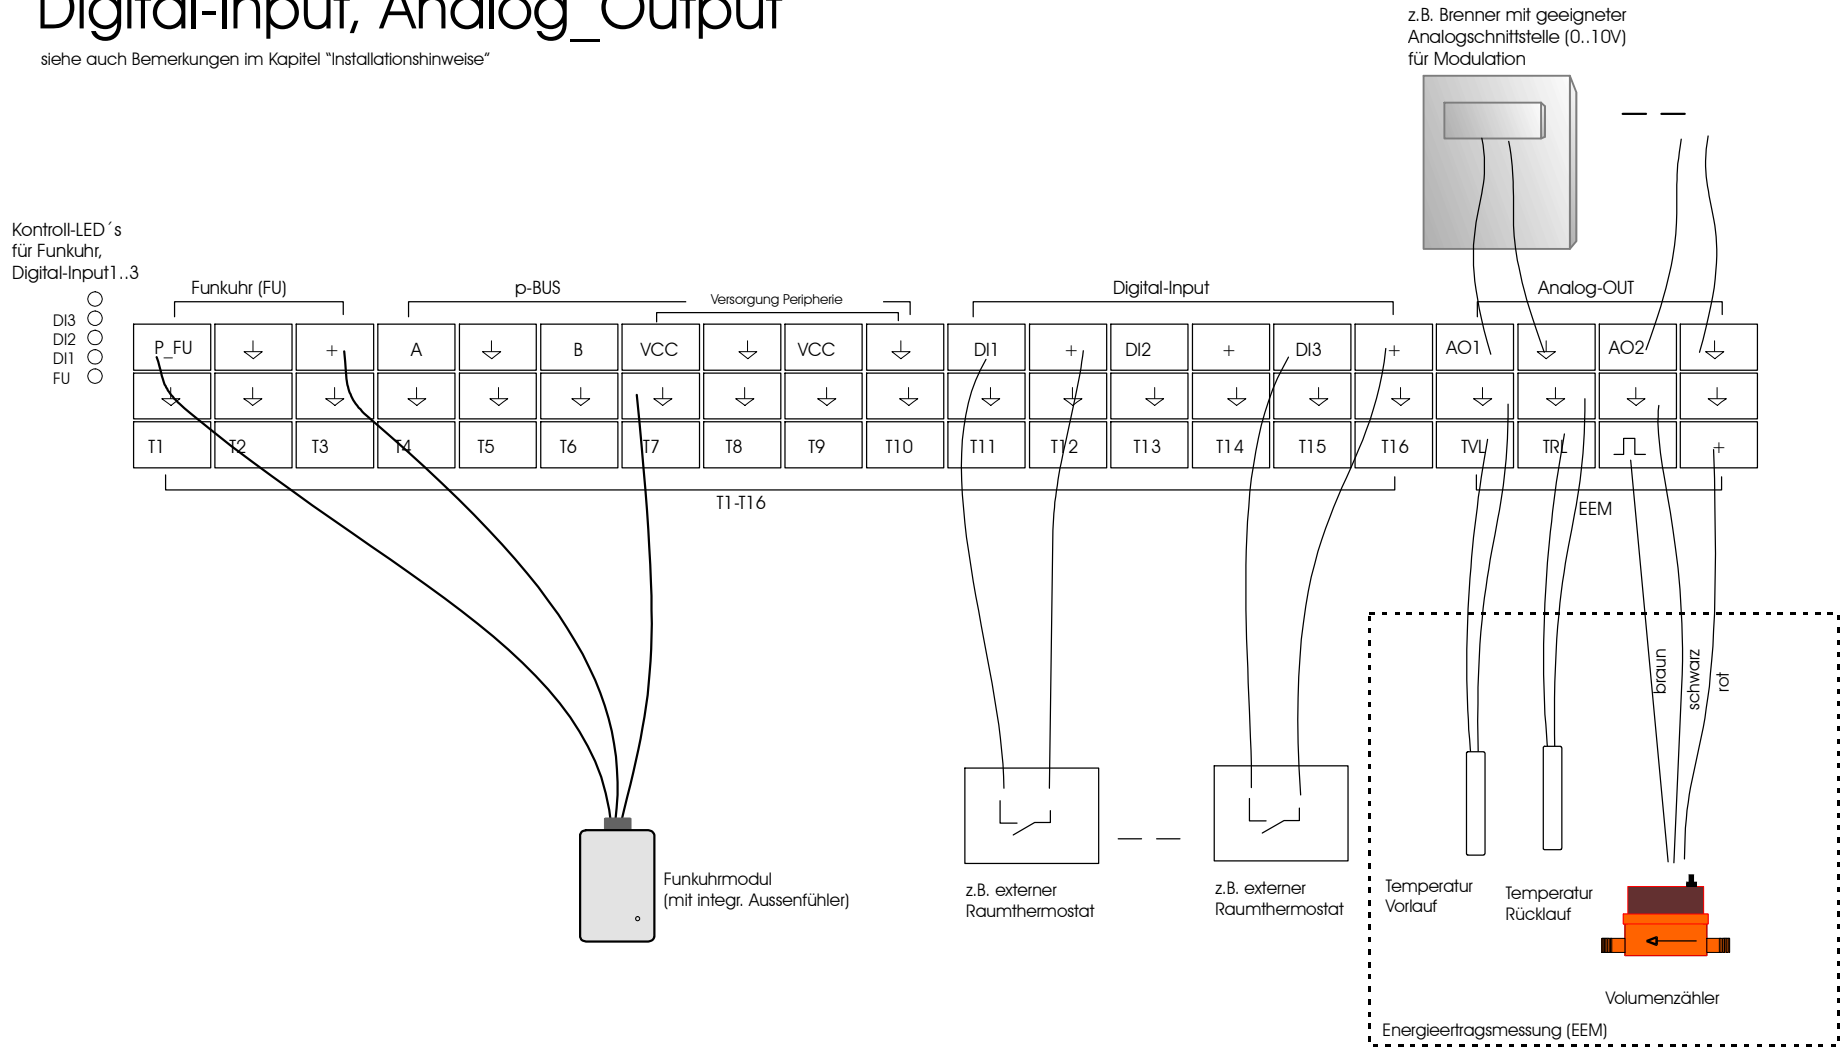 Digital-Input, Analog_Output
siehe auch Bemerkungen im Kapitel "Installationshinweise"
z.B. Brenner mit geeigneter
Analogschnittstelle (0..10V)
für Modulation
Kontroll-LED´s
für Funkuhr,
Digital-Input1..3
DI3
DI2
DI1
FU
Funkuhr (FU)
p-BUS
Versorgung Peripherie
Digital-Input
Analog-OUT
P_FU + A B VCC VCC DI1 + DI2 + DI3 + AO1 AO2
T1 T2 T3 T4 T5 T6 T7 T8 T9 T10 T11 T12 T13 T14 T15 T16 TVL TRL +
T1-T16
EEM
braun
schwarz
rot
Funkuhrmodul
(mit integr. Aussenfühler)
z.B. externer
Raumthermostat
z.B. externer
Raumthermostat
Temperatur
Vorlauf
Temperatur
Rücklauf
Volumenzähler
Energieertragsmessung (EEM)